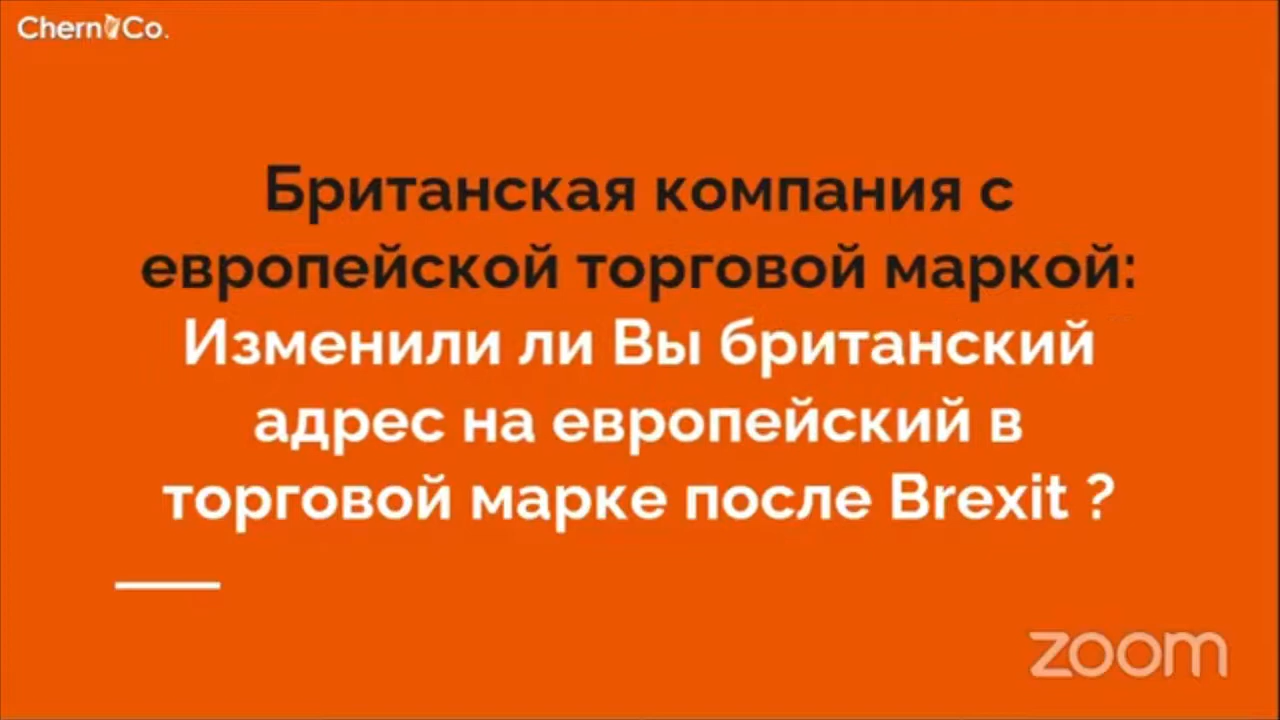 Chern Co.
Британская компания с
европейской торговой маркой:
Изменили ли Вы британский
адрес на европейский в
торговой марке после Brexit ?
zoom